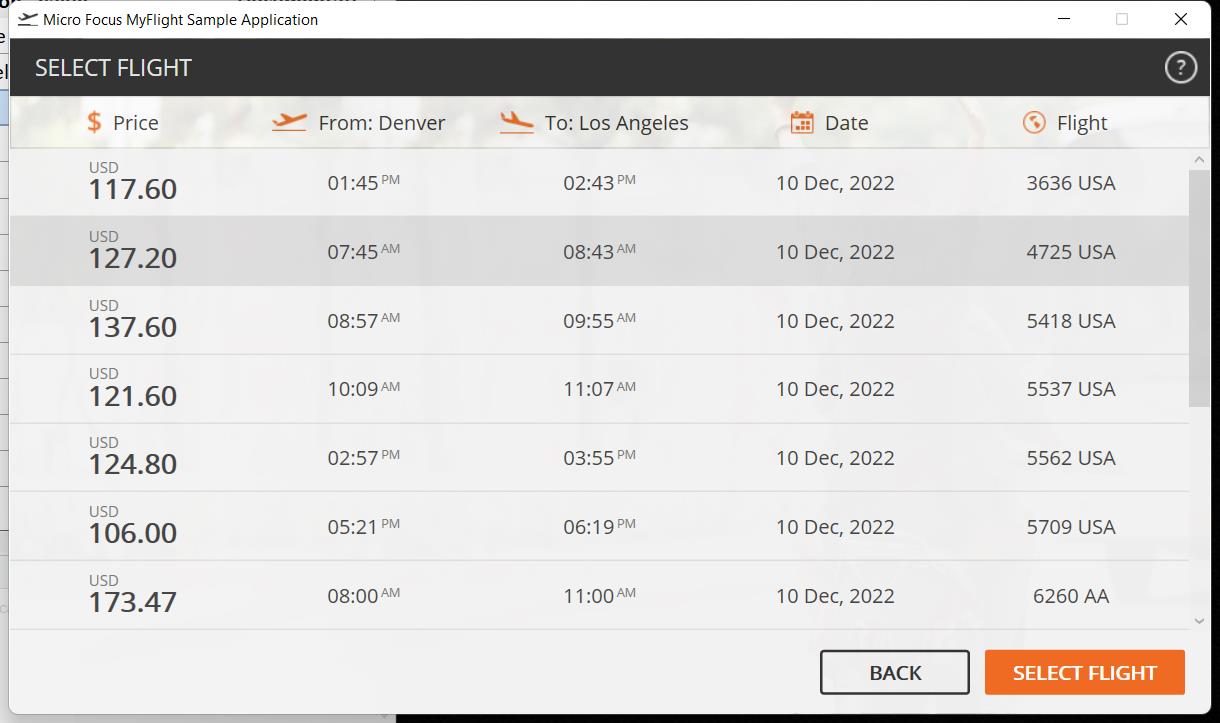 Micro Focus MyFlight Sample Application
SELECT FLIGHT ?
$ Price From: Denver To: Los Angeles Date Flight
USD
117.60 01:45 PM 02:43 PM 10 Dec, 2022 3636 USA
USD
127.20 07:45 AM 08:43 AM 10 Dec, 2022 4725 USA
USD
137.60 08:57 AM 09:55 AM 10 Dec, 2022 5418 USA
USD
121.60 10:09 AM 11:07 AM 10 Dec, 2022 5537 USA
USD
124.80 02:57 PM 03:55 PM 10 Dec, 2022 5562 USA
USD
106.00 05:21 PM 06:19 PM 10 Dec, 2022 5709 USA
USD
173.47 08:00 AM 11:00 AM 10 Dec, 2022 6260 AA
BACK SELECT FLIGHT